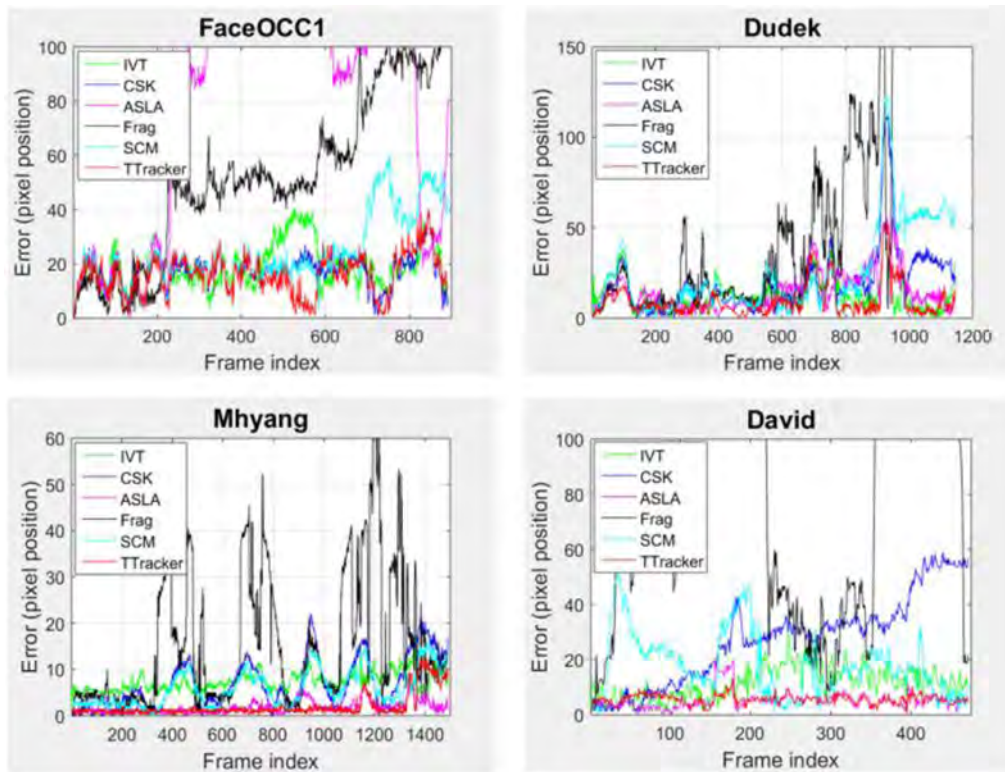 FaceOCC1
Error (pixel position)
100
80
60
40
20
0
IVT
CSK
ASLA
Frag
SCM
TTracker
0 200 400 600 800
Frame index
Dudek
Error (pixel position)
150
100
50
0
IVT
CSK
ASLA
Frag
SCM
TTracker
200 400 600 800 1000 1200
Frame index
Mhyang
Error (pixel position)
60
50
40
30
20
10
0
IVT
CSK
ASLA
Frag
SCM
TTracker
200 400 600 800 1000 1200 1400
Frame index
David
Error (pixel position)
100
80
60
40
20
0
IVT
CSK
ASLA
Frag
SCM
TTracker
100 200 300 400
Frame index